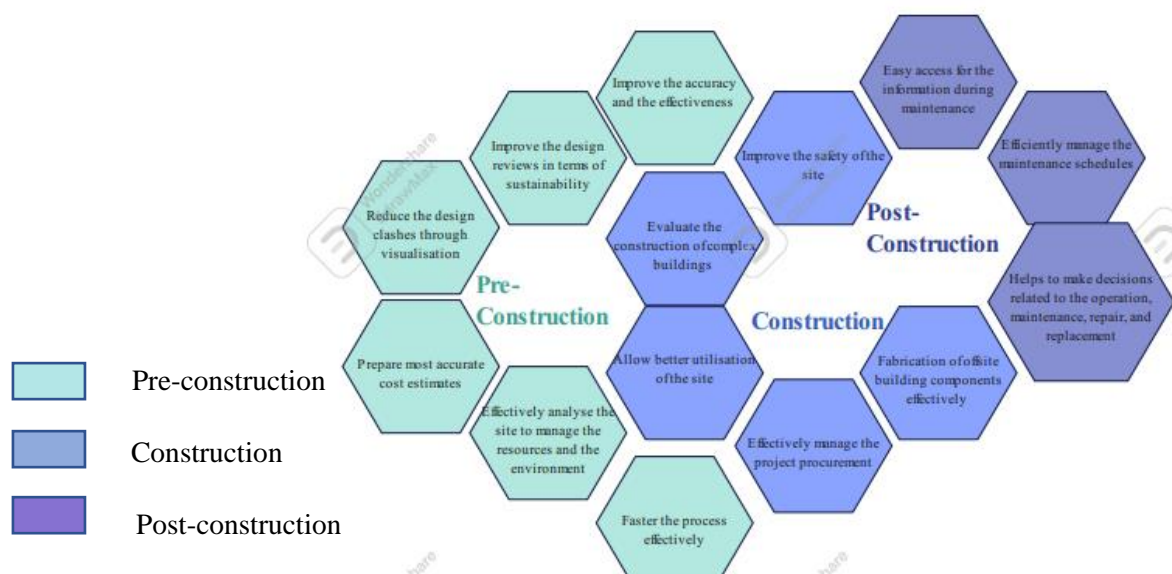 Easy access for the
information during
maintenance
Improve the accuracy
and the effectiveness
Improve the design
reviews in terms of
sustainability
Improve the safety of the
site
Efficiently manage the
maintenance schedules
Reduce the design
clashes through
visualisation
Evaluate the
construction of complex
buildings
Post-
Construction
Pre-
Construction
Construction
Helps to make decisions
related to the operation,
maintenance, repair, and
replacement
Prepare most accurate
cost estimates
Allow better utilisation
of the site
Fabrication of offsite
building components
effectively
Effectively analyse the
site to manage the
resources and the
environment
Effectively manage the
project procurement
Faster the process
effectively
Pre-construction
Construction
Post-construction
Wondershare